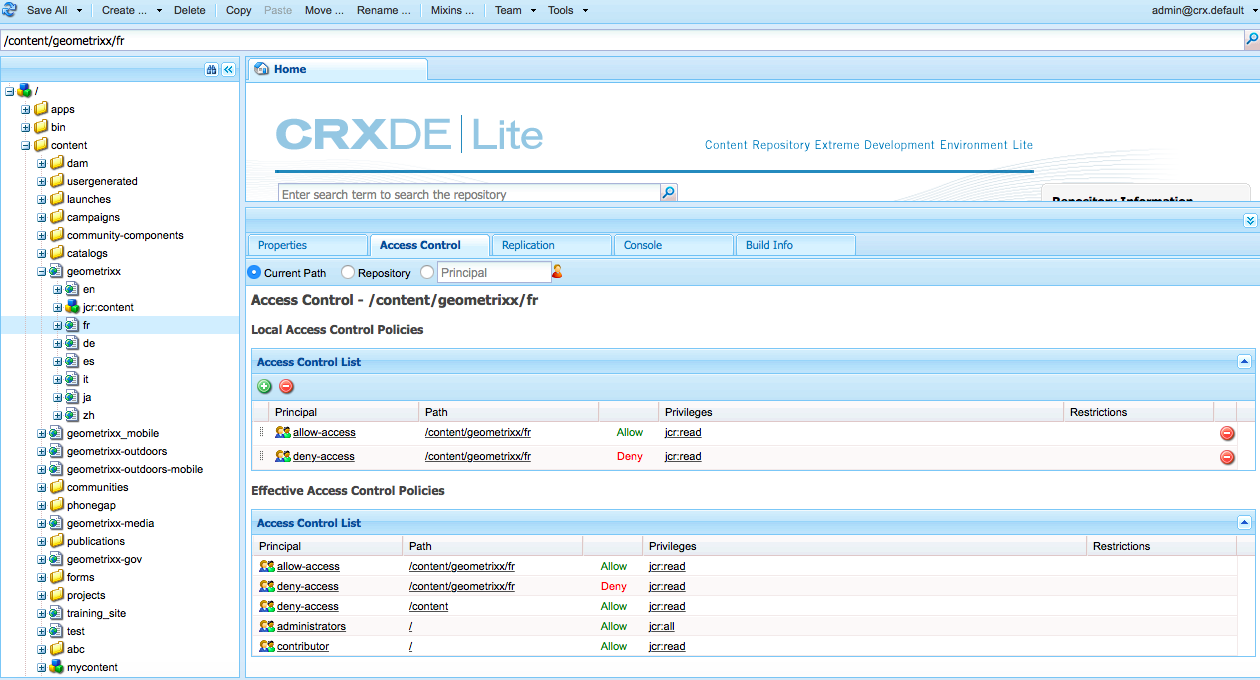 Save All Create ... Delete Copy Paste Move ... Rename ... Mixins ... Team Tools admin@crx.default
/content/geometrixx/fr
/
apps
bin
content
dam
usergenerated
launches
campaigns
community-components
catalogs
geometrixx
en
jcr:content
fr
de
es
it
ja
zh
geometrixx_mobile
geometrixx-outdoors
geometrixx-outdoors-mobile
communities
phonegap
geometrixx-media
publications
geometrixx-gov
forms
projects
training_site
test
abc
mycontent
Home
CRXDE Lite
Content Repository Extreme Development Environment Lite
Enter search term to search the repository
Repository Information
Properties Access Control Replication Console Build Info
Current Path Repository Principal
Access Control - /content/geometrixx/fr
Local Access Control Policies
Access Control List
Principal Path Privileges Restrictions
allow-access /content/geometrixx/fr Allow jcr:read
deny-access /content/geometrixx/fr Deny jcr:read
Effective Access Control Policies
Access Control List
Principal Path Privileges Restrictions
allow-access /content/geometrixx/fr Allow jcr:read
deny-access /content/geometrixx/fr Deny jcr:read
deny-access /content Allow jcr:read
administrators / Allow jcr:all
contributor / Allow jcr:read